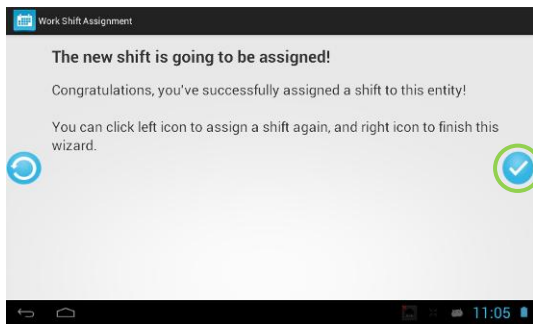 Work Shift Assignment
The new shift is going to be assigned!
Congratulations, you've successfully assigned a shift to this entity!
You can click left icon to assign a shift again, and right icon to finish this
wizard.
11:05